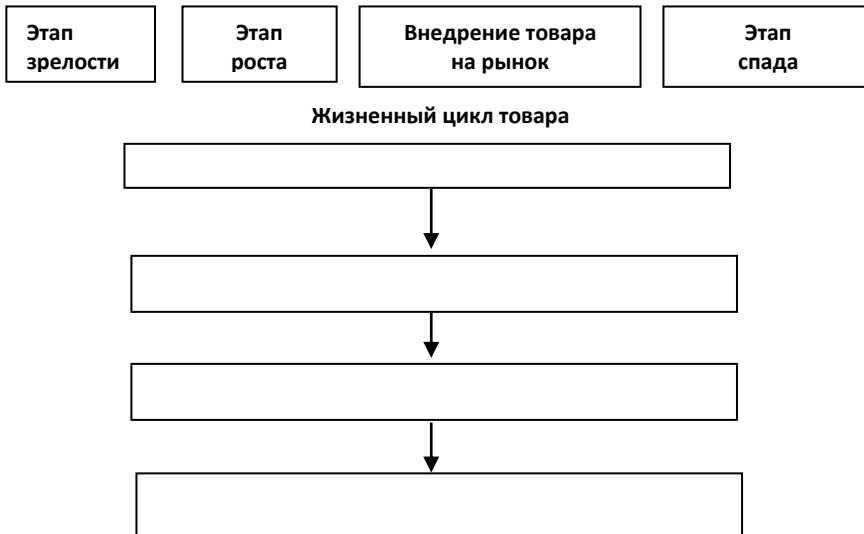 Этап
зрелости
Этап
роста
Внедрение товара
на рынок
Этап
спада
Жизненный цикл товара